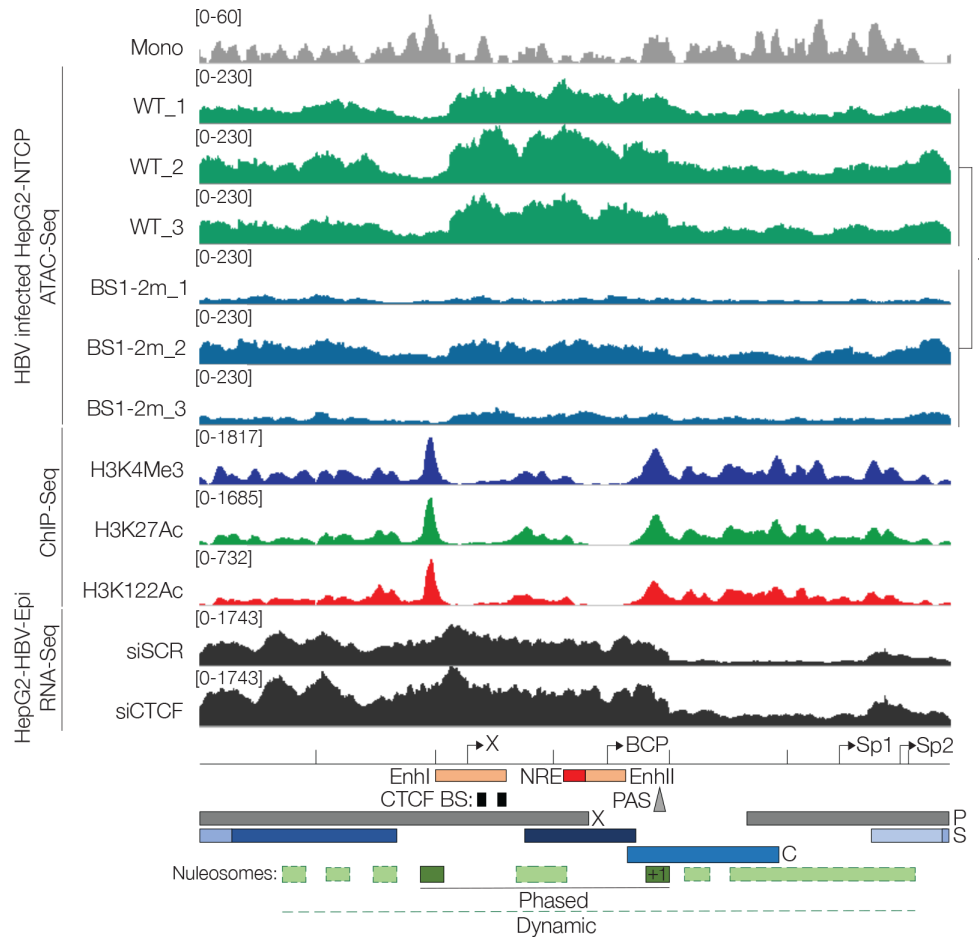 [0-60]
Mono
[0-230]
WT_1
[0-230]
WT_2
[0-230]
WT_3
[0-230]
BS1-2m_1
[0-230]
BS1-2m_2
[0-230]
BS1-2m_3
HBV infected HepG2-NTCP
ATAC-Seq
[0-1817]
H3K4Me3
[0-1685]
H3K27Ac
[0-732]
H3K122Ac
ChIP-Seq
[0-1743]
siSCR
[0-1743]
siCTCF
HepG2-HBV-Epi
RNA-Seq
X BCP Sp1 Sp2
EnhI NRE EnhII
CTCF BS: PAS
X P
S
C
Nuleosomes: +1
Phased
Dynamic